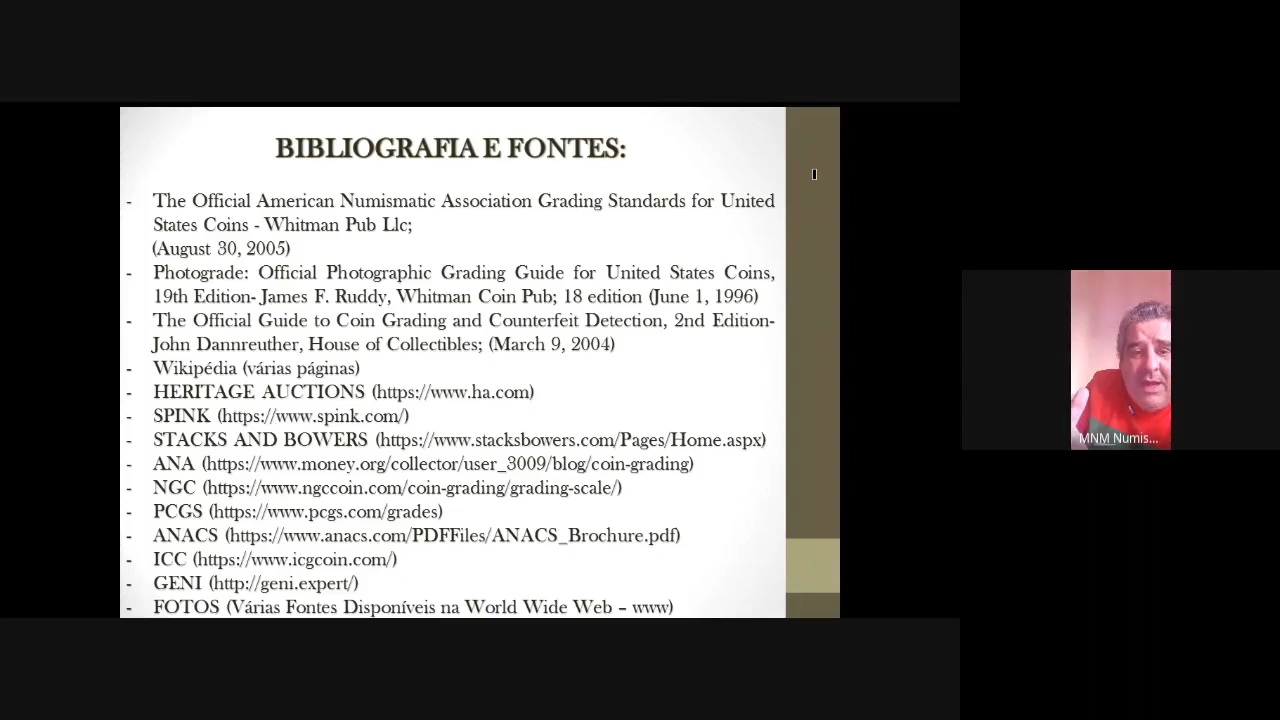 BIBLIOGRAFIA E FONTES:
- The Official American Numismatic Association Grading Standards for United
States Coins - Whitman Pub Llc;
(August 30, 2005)
- Photograde: Official Photographic Grading Guide for United States Coins,
19th Edition- James F. Ruddy, Whitman Coin Pub; 18 edition (June 1, 1996)
- The Official Guide to Coin Grading and Counterfeit Detection, 2nd Edition-
John Dannreuther, House of Collectibles; (March 9, 2004)
- Wikipédia (várias páginas)
- HERITAGE AUCTIONS (https://www.ha.com)
- SPINK (https://www.spink.com/)
- STACKS AND BOWERS (https://www.stacksbowers.com/Pages/Home.aspx)
- ANA (https://www.money.org/collector/user_3009/blog/coin-grading)
- NGC (https://www.ngccoin.com/coin-grading/grading-scale/)
- PCGS (https://www.pcgs.com/grades)
- ANACS (https://www.anacs.com/PDFFiles/ANACS_Brochure.pdf)
- ICC (https://www.icgcoin.com/)
- GENI (http://geni.expert/)
- FOTOS (Várias Fontes Disponíveis na World Wide Web – www)
MNM Numis...